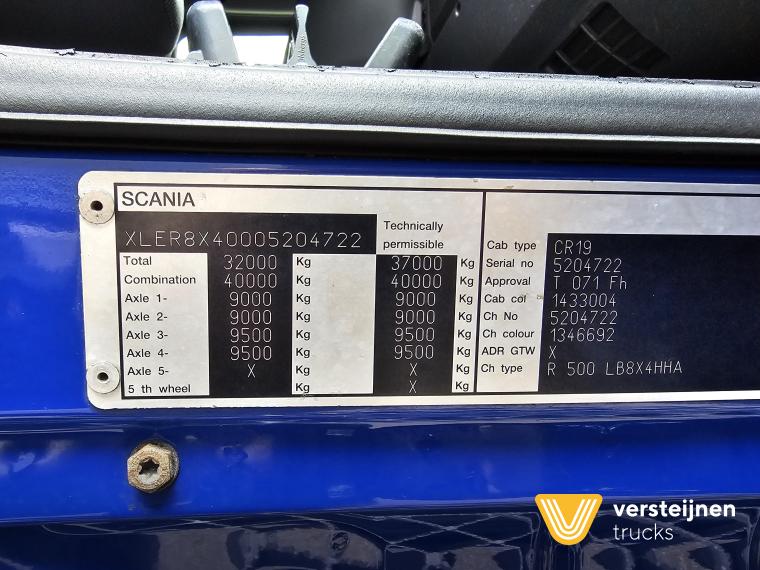 SCANIA
XLER8X40005204722
Technically
permissible
Total 32000 Kg 37000 Kg
Combination 40000 Kg 40000 Kg
Axle 1- 9000 Kg 9000 Kg
Axle 2- 9000 Kg 9000 Kg
Axle 3- 9500 Kg 9500 Kg
Axle 4- 9500 Kg 9500 Kg
Axle 5- X Kg X Kg
5 th wheel Kg X Kg
Cab type CR19
Serial no 5204722
Approval T 071 Fh
Cab col 1433004
Ch No 5204722
Ch colour 1346692
ADR GTW X
Ch type R 500 LB8X4HHA
versteijnen
trucks